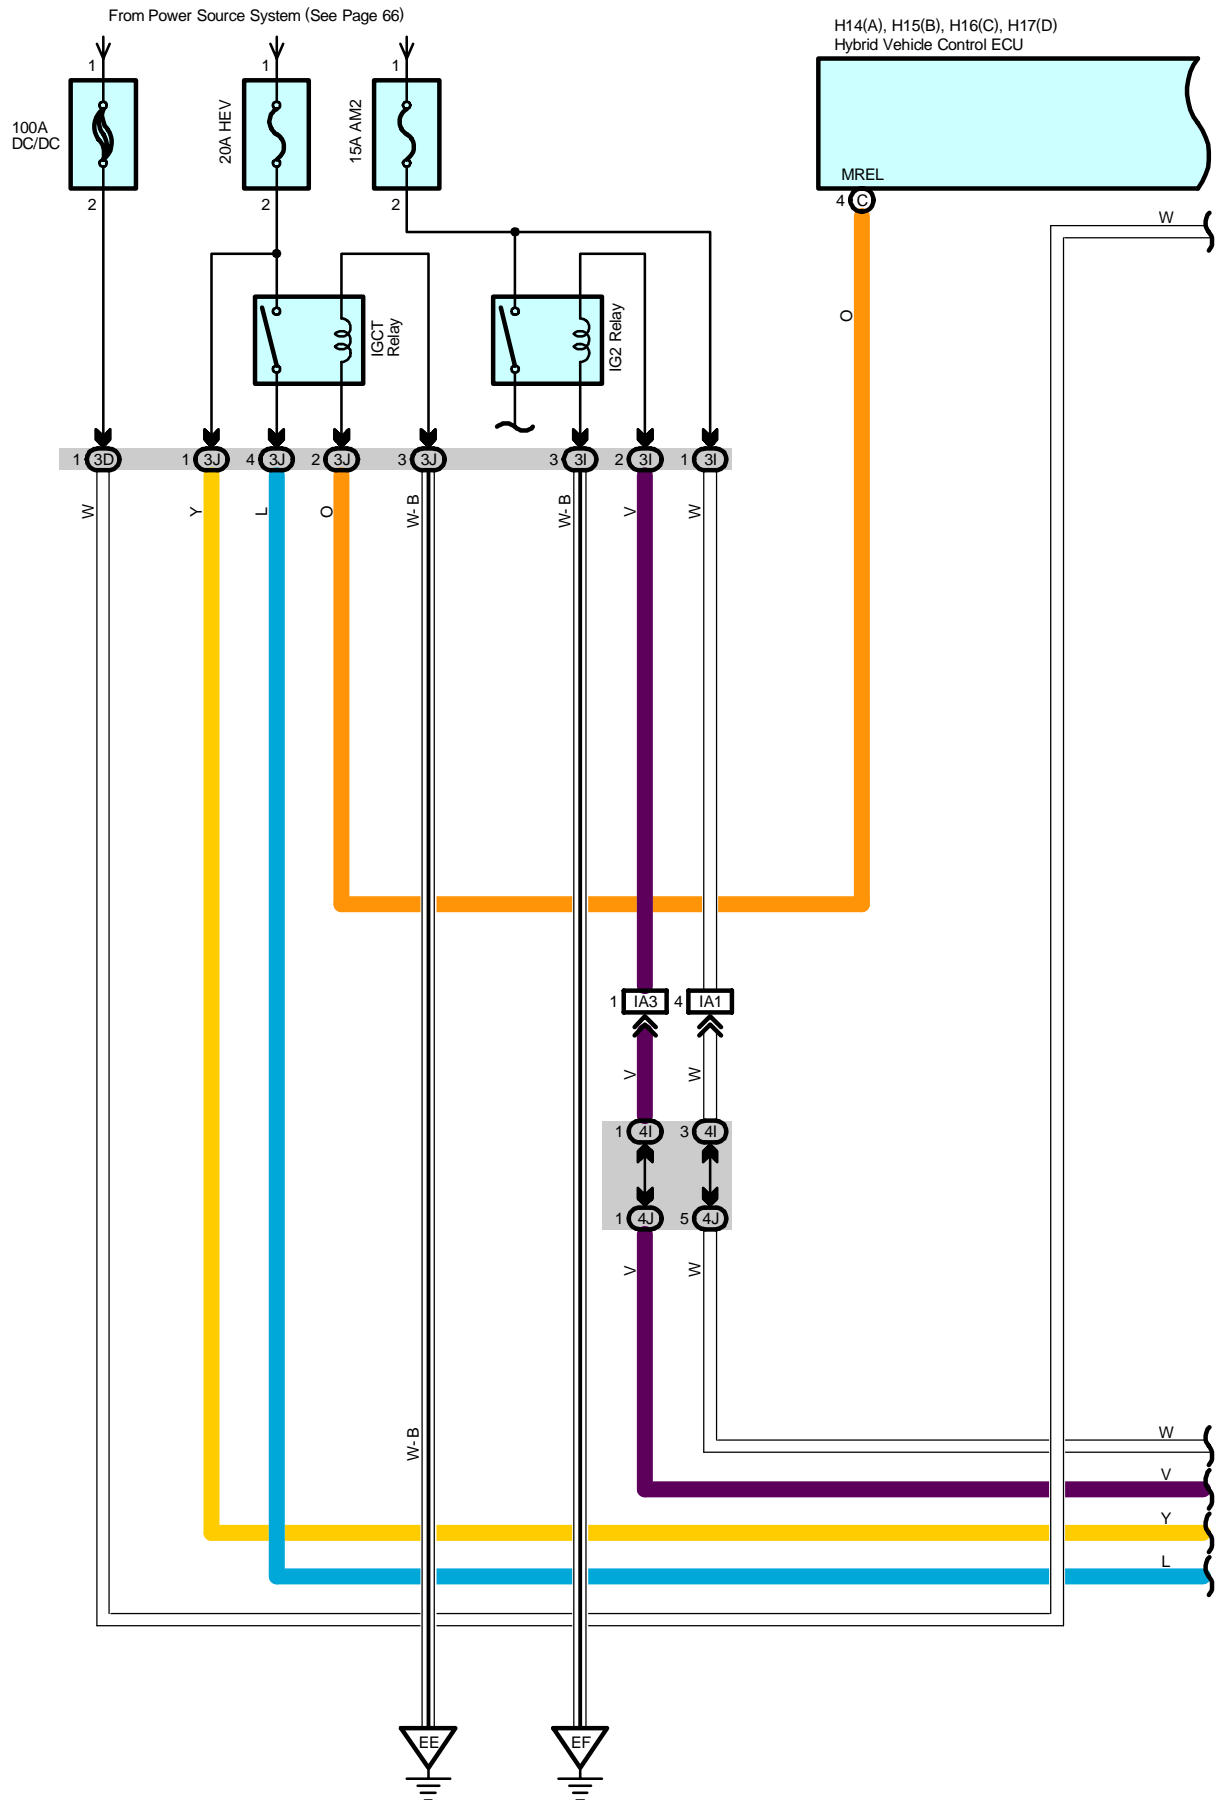 From Power Source System (See Page 66)
H14(A), H15(B), H16(C), H17(D)
Hybrid Vehicle Control ECU
1
1
1
100A
DC/DC
20A HEV
15A AM2
MREL
2
2
2
4 C
W
O
IGCT
Relay
IG2 Relay
1 3D
1 3J
4 3J
2 3J
3 3J
3 3I
2 3I
1 3I
W
Y
L
O
W-B
W-B
V
W
1 IA3
4 IA1
V
W
1 4I
3 4I
1 4J
5 4J
V
W
W-B
W
V
Y
L
EE
EF